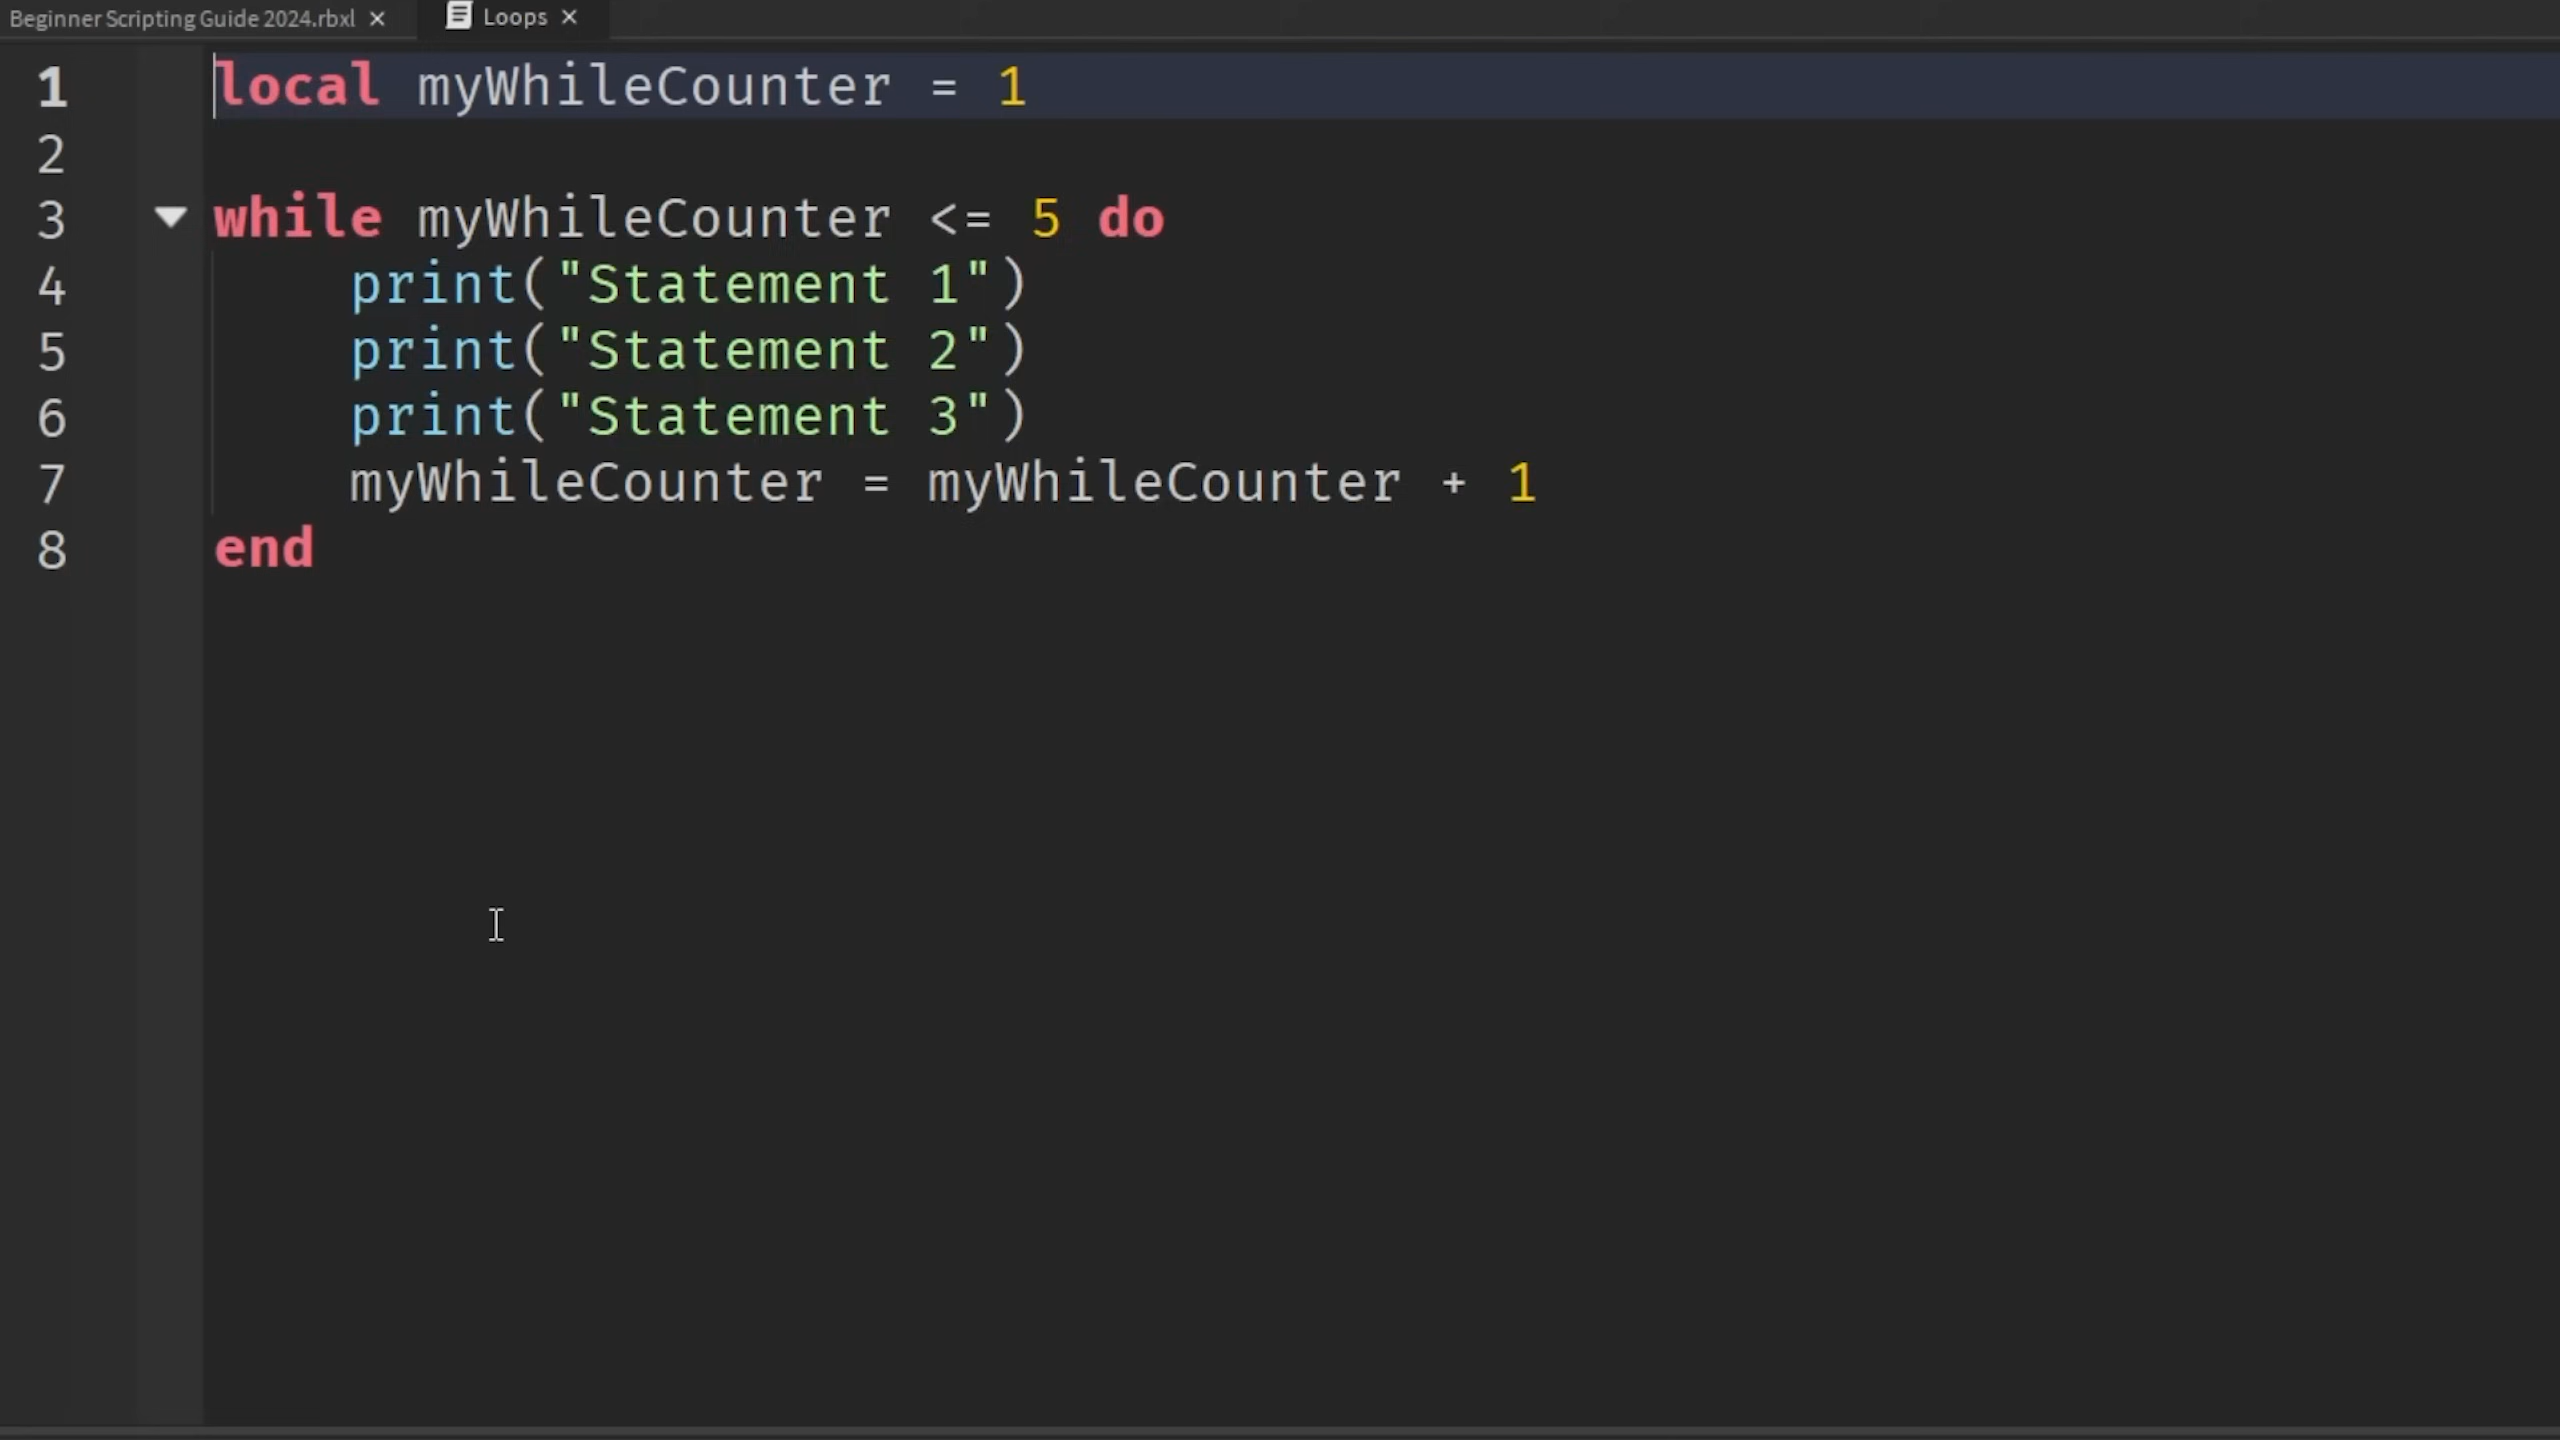 Beginner Scripting Guide 2024.rbxl × Loops ×
1 local myWhileCounter = 1
2
3 while myWhileCounter <= 5 do
4 print("Statement 1")
5 print("Statement 2")
6 print("Statement 3")
7 myWhileCounter = myWhileCounter + 1
8 end